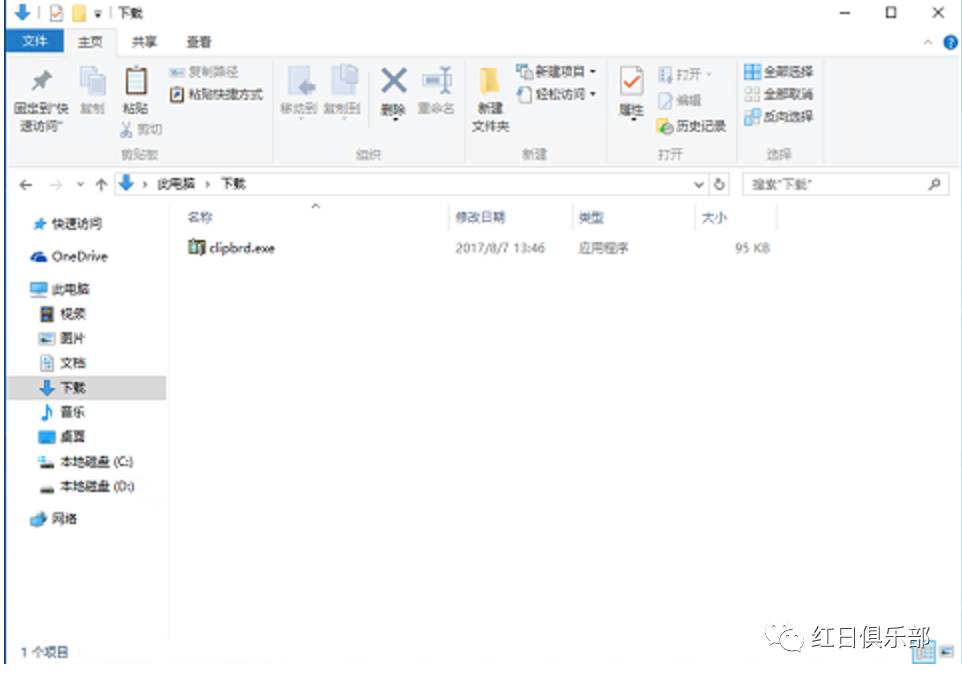 下载
文件 主页 共享 查看
固定到"快速访问"
复制
粘贴
复制路径
粘贴快捷方式
剪切
剪贴板
移动到 复制到 删除 重命名
组织
新建
文件夹
新建项目
轻松访问
新建
属性
打开
编辑
历史记录
打开
全部选择
全部取消
反向选择
选择
此电脑 › 下载
搜索"下载"
名称 修改日期 类型 大小
clipbrd.exe 2017/8/7 13:46 应用程序 95 KB
快速访问
OneDrive
此电脑
视频
图片
文档
下载
音乐
桌面
本地磁盘 (C:)
本地磁盘 (D:)
网络
1 个项目
红日俱乐部